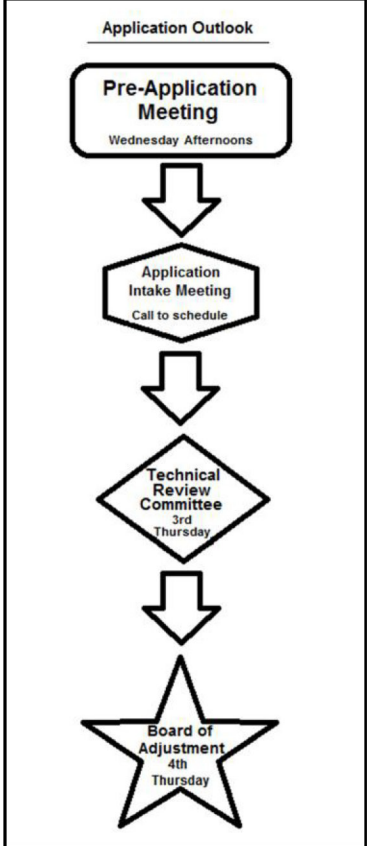 Application Outlook
Pre-Application
Meeting
Wednesday Afternoons
Application
Intake Meeting
Call to schedule
Technical
Review
Committee
3rd
Thursday
Board of
Adjustment
4th
Thursday